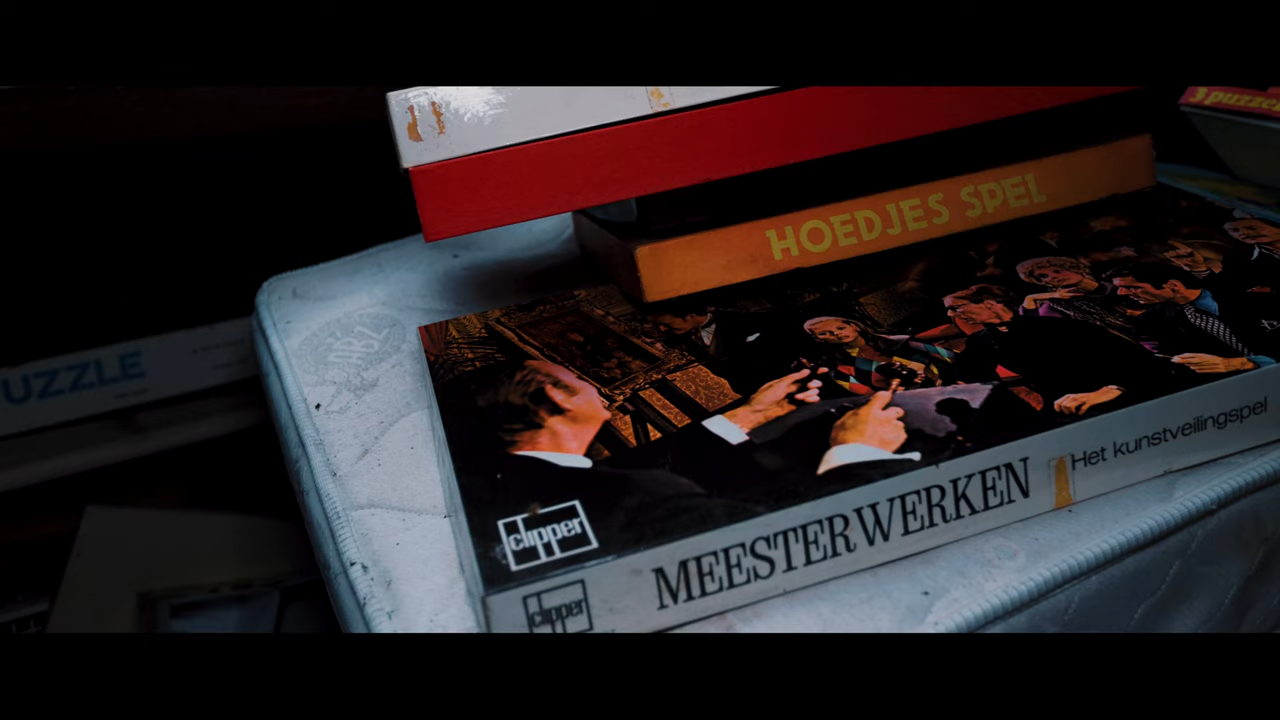 3 puzzel
HOEDJES SPEL
UZZLE
clipper
MEESTERWERKEN
Het kunstveilingspel
clipper